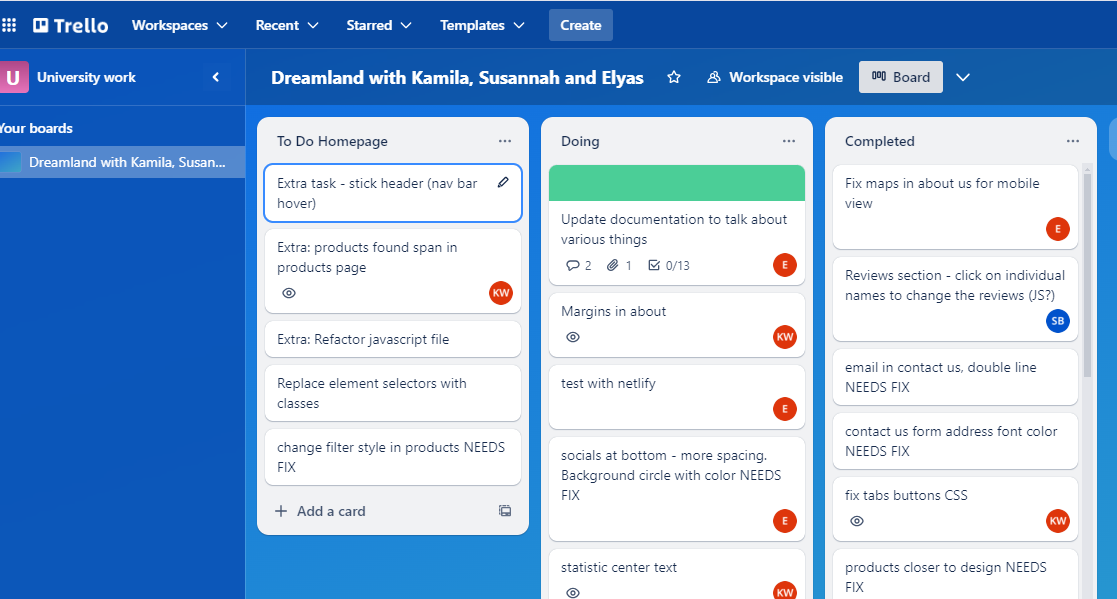 Trello
Workspaces
Recent
Starred
Templates
Create
U
University work
Dreamland with Kamila, Susannah and Elyas
Workspace visible
Board
Your boards
Dreamland with Kamila, Susan...
To Do Homepage
Extra task - stick header (nav bar
hover)
Extra: products found span in
products page
KW
Extra: Refactor javascript file
Replace element selectors with
classes
change filter style in products NEEDS
FIX
Add a card
Doing
Update documentation to talk about
various things
2
1
0/13
E
Margins in about
KW
test with netlify
E
socials at bottom - more spacing.
Background circle with color NEEDS
FIX
E
statistic center text
KW
Completed
Fix maps in about us for mobile
view
E
Reviews section - click on individual
names to change the reviews (JS?)
SB
email in contact us, double line
NEEDS FIX
contact us form address font color
NEEDS FIX
fix tabs buttons CSS
KW
products closer to design NEEDS
FIX